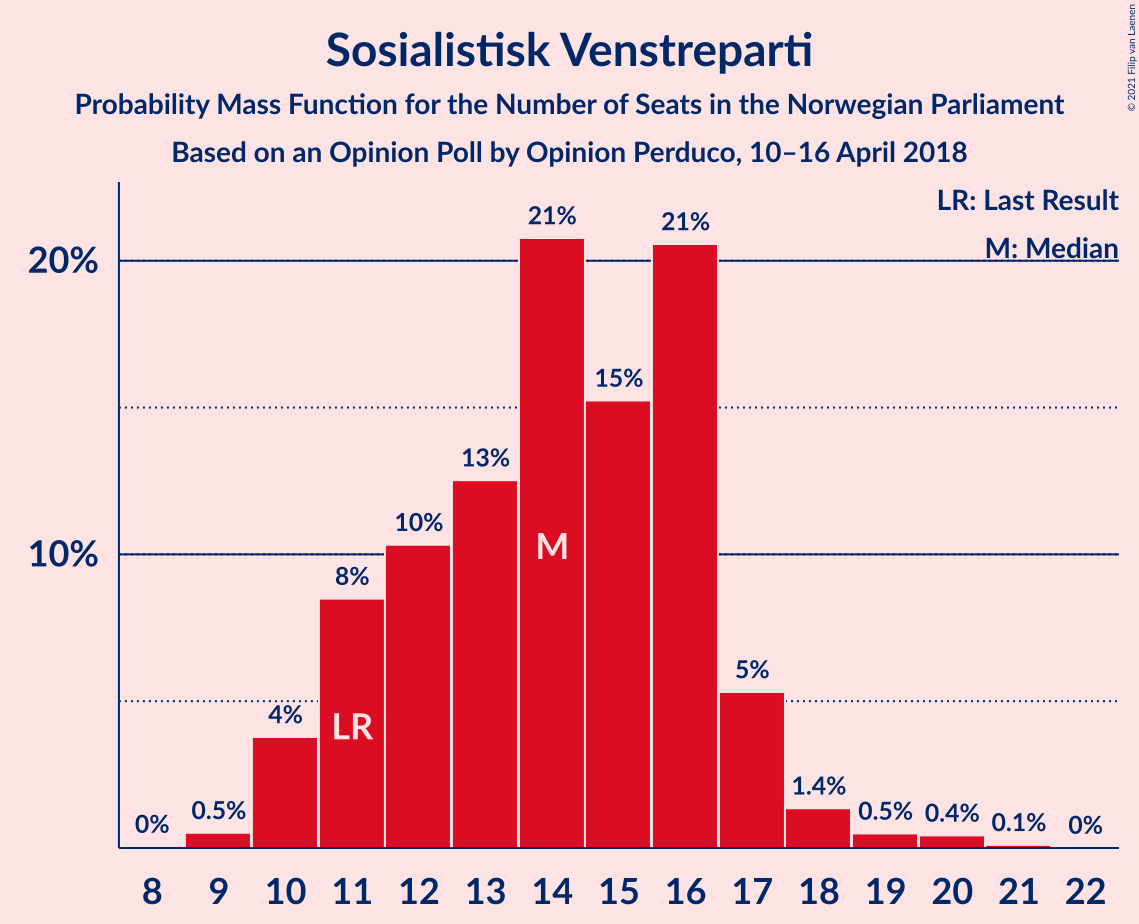 Sosialistisk Venstreparti
Probability Mass Function for the Number of Seats in the Norwegian Parliament
Based on an Opinion Poll by Opinion Perduco, 10–16 April 2018
© 2021 Filip van Laenen
LR: Last Result
M: Median
20%
10%
0%
0.5%
4%
8%
10%
13%
21%
15%
21%
5%
1.4%
0.5%
0.4%
0.1%
0%
LR
M
8 9 10 11 12 13 14 15 16 17 18 19 20 21 22